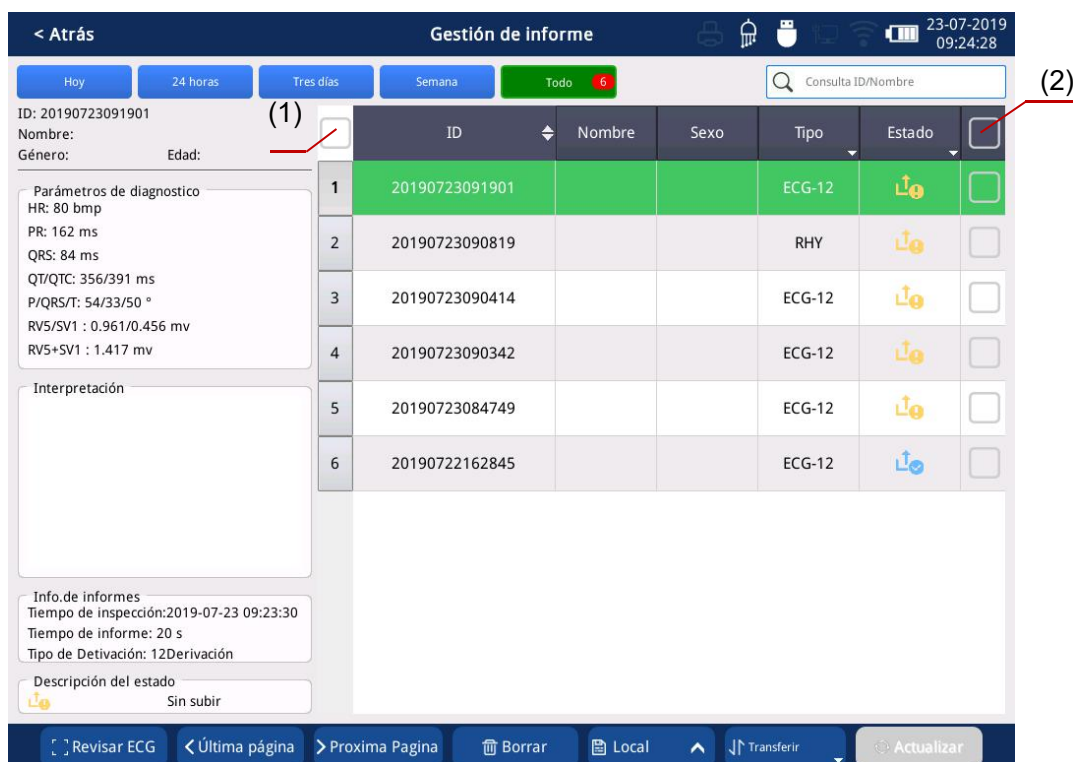 < Atrás
Gestión de informe
23-07-2019
09:24:28
Hoy
24 horas
Tres días
Semana
Todo 6
Consulta ID/Nombre
(2)
ID: 20190723091901
Nombre:
Género: Edad:
(1)
ID Nombre Sexo Tipo Estado
Parámetros de diagnostico
HR: 80 bmp
PR: 162 ms
QRS: 84 ms
QT/QTC: 356/391 ms
P/QRS/T: 54/33/50 °
RV5/SV1 : 0.961/0.456 mv
RV5+SV1 : 1.417 mv
1 20190723091901 ECG-12
2 20190723090819 RHY
3 20190723090414 ECG-12
4 20190723090342 ECG-12
5 20190723084749 ECG-12
6 20190722162845 ECG-12
Interpretación
Info.de informes
Tiempo de inspección:2019-07-23 09:23:30
Tiempo de informe: 20 s
Tipo de Detivación: 12Derivación
Descripción del estado
Sin subir
Revisar ECG
< Última página
> Proxima Pagina
Borrar
Local
Transferir
Actualizar